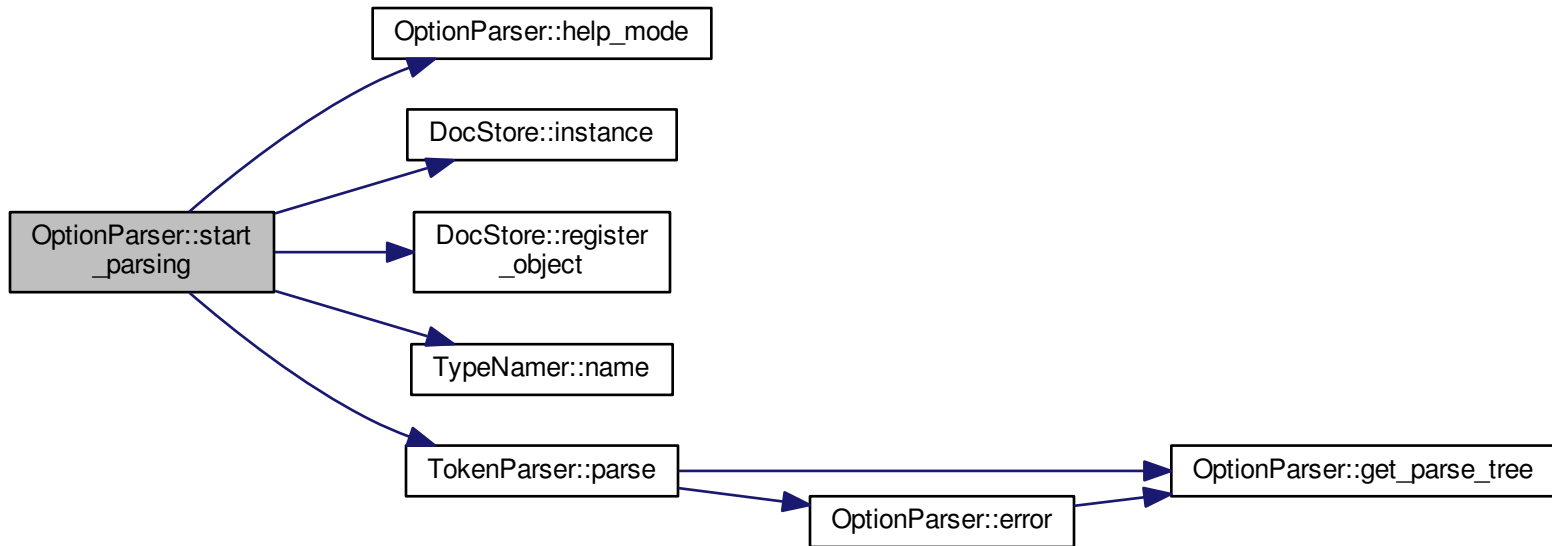 OptionParser::help_mode
DocStore::instance
OptionParser::start
_parsing
DocStore::register
_object
TypeNamer::name
TokenParser::parse
OptionParser::get_parse_tree
OptionParser::error